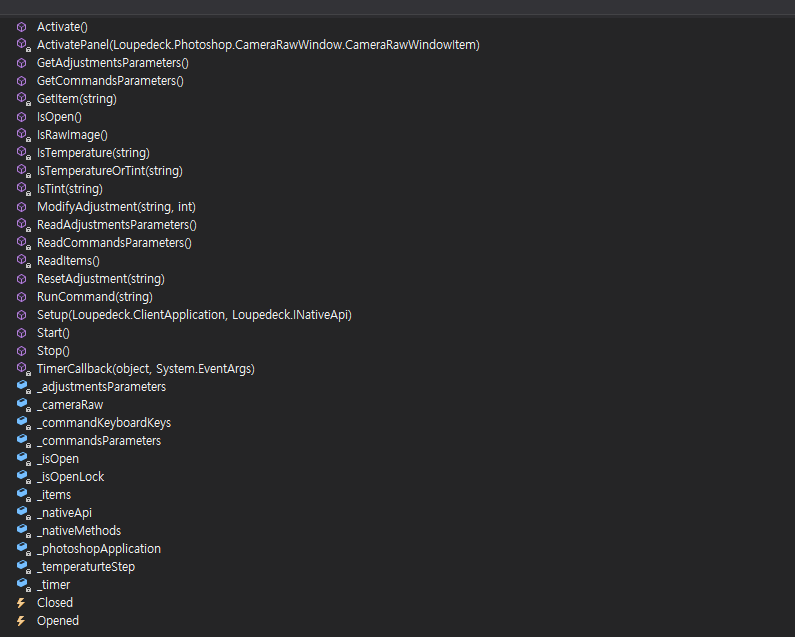 Activate()
ActivatePanel(Loupedeck.Photoshop.CameraRawWindow.CameraRawWindowItem)
GetAdjustmentsParameters()
GetCommandsParameters()
GetItem(string)
IsOpen()
IsRawImage()
IsTemperature(string)
IsTemperatureOrTint(string)
IsTint(string)
ModifyAdjustment(string, int)
ReadAdjustmentsParameters()
ReadCommandsParameters()
ReadItems()
ResetAdjustment(string)
RunCommand(string)
Setup(Loupedeck.ClientApplication, Loupedeck.INativeApi)
Start()
Stop()
TimerCallback(object, System.EventArgs)
_adjustmentsParameters
_cameraRaw
_commandKeyboardKeys
_commandsParameters
_isOpen
_isOpenLock
_items
_nativeApi
_nativeMethods
_photoshopApplication
_temperaturteStep
_timer
Closed
Opened